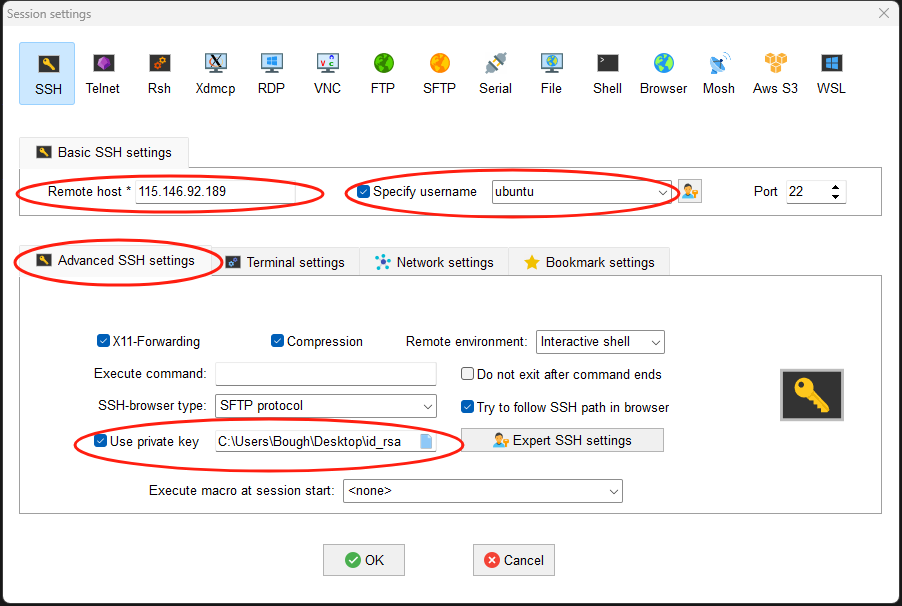 Session settings
SSH Telnet Rsh Xdmcp RDP VNC FTP SFTP Serial File Shell Browser Mosh Aws S3 WSL
Basic SSH settings
Remote host * 115.146.92.189 Specify username ubuntu Port 22
Advanced SSH settings Terminal settings Network settings Bookmark settings
X11-Forwarding Compression Remote environment: Interactive shell
Execute command: Do not exit after command ends
SSH-browser type: SFTP protocol Try to follow SSH path in browser
Use private key C:\Users\Bough\Desktop\id_rsa Expert SSH settings
Execute macro at session start: <none>
OK Cancel